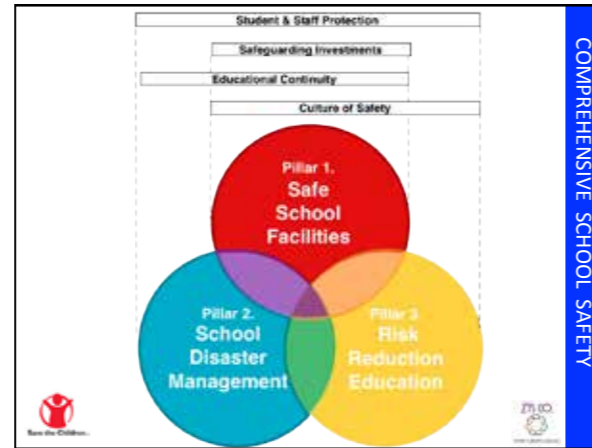 Student & Staff Protection
Safeguarding Investments
Educational Continuity
Culture of Safety
Pillar 1.
Safe
School
Facilities
Pillar 2.
School
Disaster
Management
Pillar 3
Risk
Reduction
Education
COMPREHENSIVE SCHOOL SAFETY
Save the Children